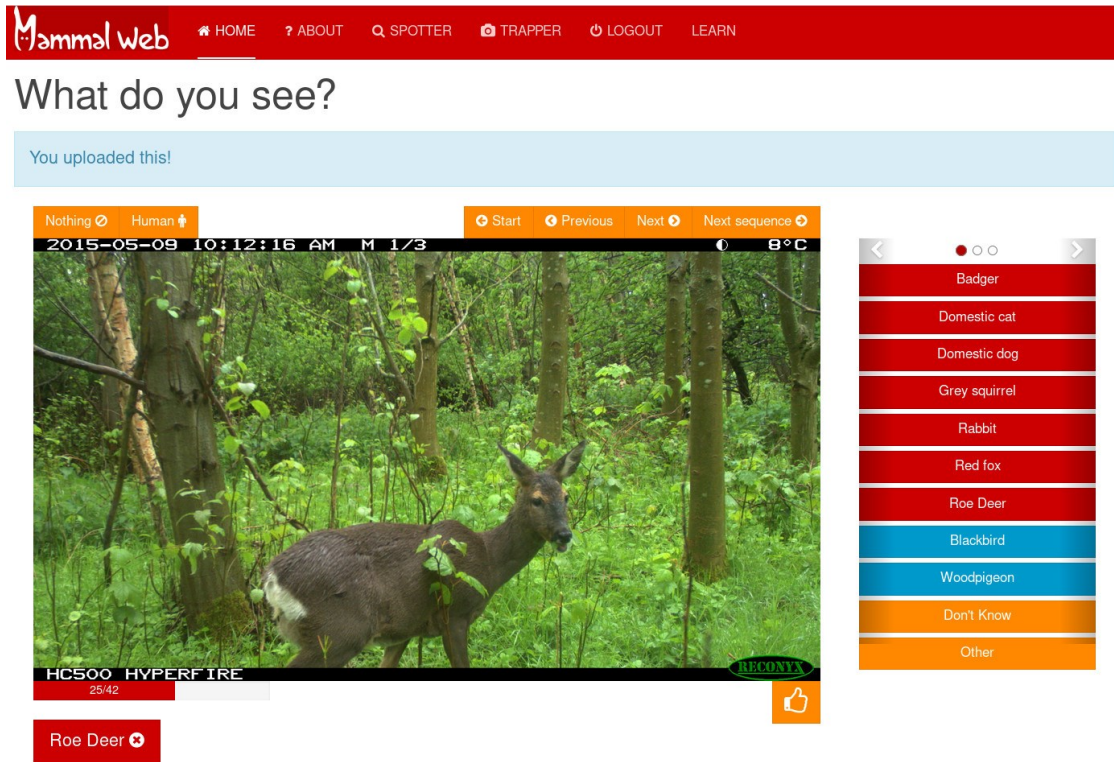 Mammal Web HOME ? ABOUT SPOTTER TRAPPER LOGOUT LEARN
What do you see?
You uploaded this!
Nothing Human Start Previous Next Next sequence
2015-05-09 10:12:16 AM M 1/3 8°C
HC500 HYPERFIRE RECONYX
25/42
Roe Deer
Badger
Domestic cat
Domestic dog
Grey squirrel
Rabbit
Red fox
Roe Deer
Blackbird
Woodpigeon
Don't Know
Other